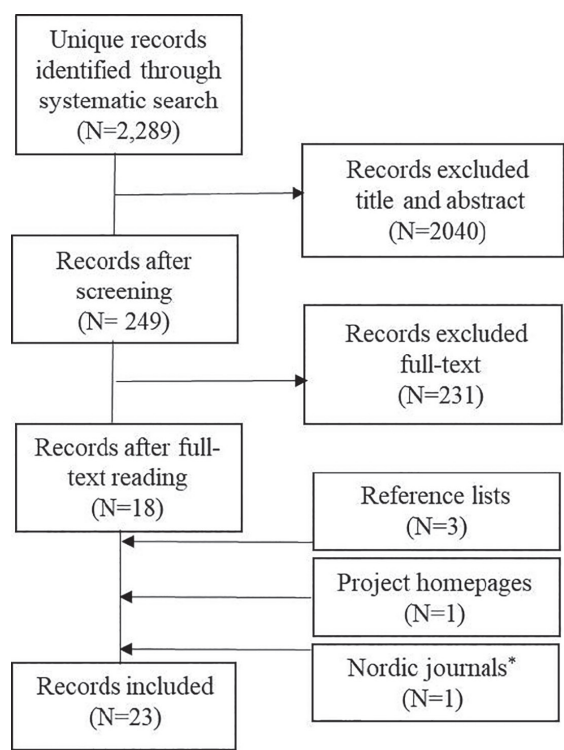 Unique records
identified through
systematic search
(N=2,289)
Records excluded
title and abstract
(N=2040)
Records after
screening
(N= 249)
Records excluded
full-text
(N=231)
Records after full-
text reading
(N=18)
Reference lists
(N=3)
Project homepages
(N=1)
Nordic journals*
(N=1)
Records included
(N=23)